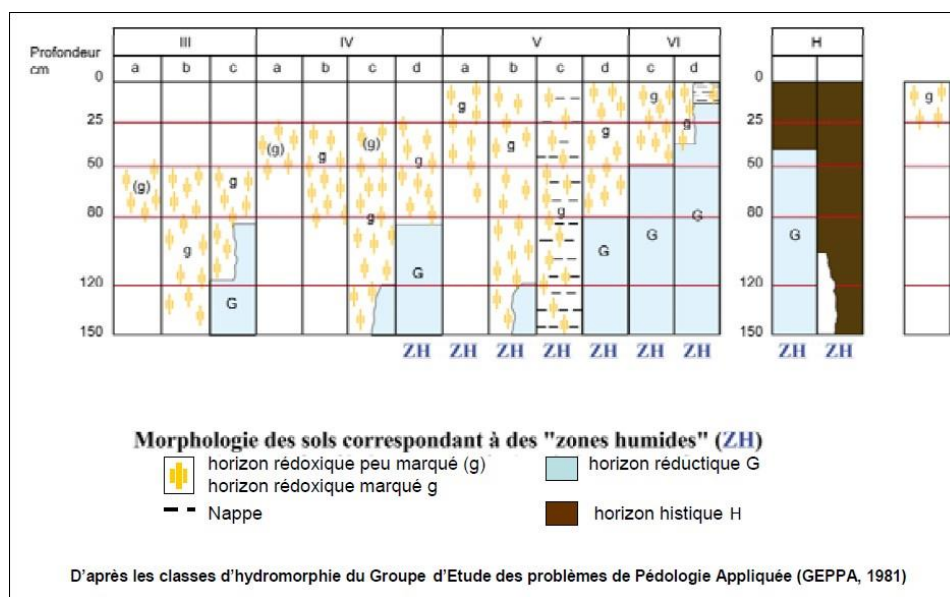 III IV V VI H
Profondeur
cm
a b c a b c d a b c d c d
0 0
g g g g g
25 25
(g) g (g) g g g
50 50
(g) g g
80 80
g g g G G G G
120 120
G G
150 150
ZH ZH ZH ZH ZH ZH ZH ZH ZH
Morphologie des sols correspondant à des "zones humides" (ZH)
horizon rédoxique peu marqué (g) horizon réductique G
horizon rédoxique marqué g
Nappe horizon histique H
D'après les classes d'hydromorphie du Groupe d'Etude des problèmes de Pédologie Appliquée (GEPPA, 1981)